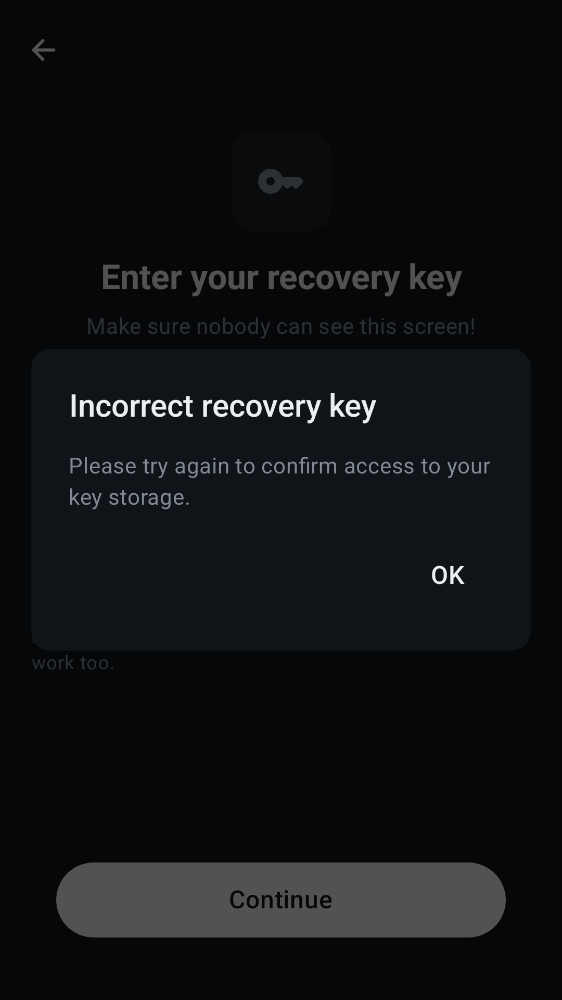 Enter your recovery key
Make sure nobody can see this screen!
Incorrect recovery key
Please try again to confirm access to your
key storage.
OK
work too.
Continue